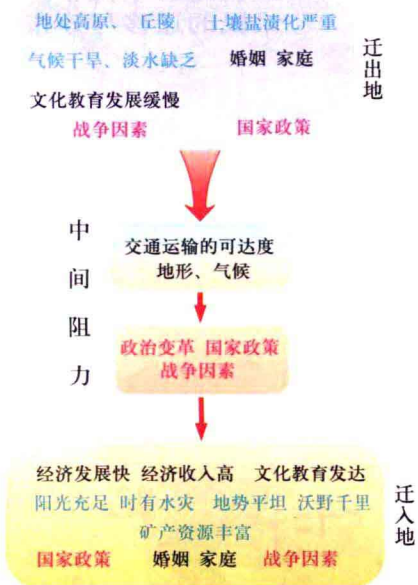 地处高原、丘陵 土壤盐渍化严重
气候干旱、淡水缺乏 婚姻 家庭
文化教育发展缓慢
战争因素 国家政策
迁出地
中间阻力
交通运输的可达度
地形、气候
政治变革 国家政策
战争因素
经济发展快 经济收入高 文化教育发达
阳光充足 时有水灾 地势平坦 沃野千里
矿产资源丰富
国家政策 婚姻 家庭 战争因素
迁入地